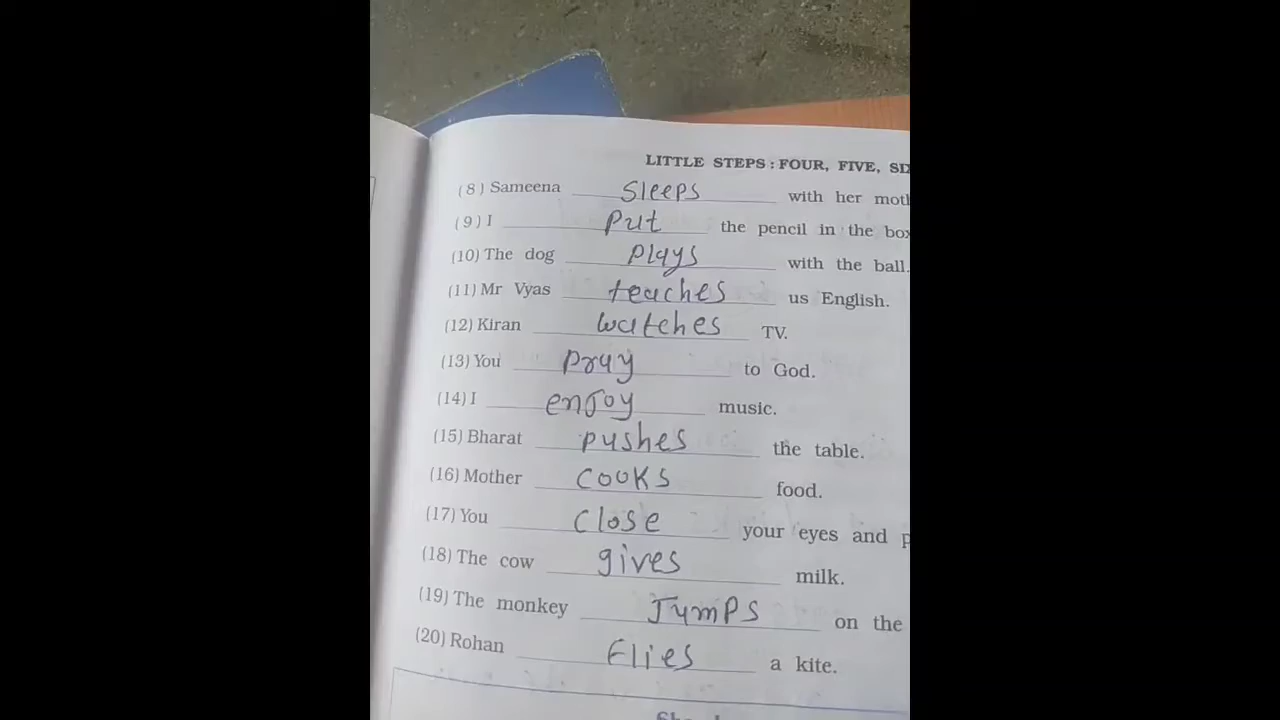 LITTLE STEPS : FOUR, FIVE,
(8) Sameena Sleeps with her
(9) I Put the pencil in the
(10) The dog Plays with the ball.
(11) Mr Vyas teaches us English.
(12) Kiran watches TV.
(13) You Pray to God.
(14) I enjoy music.
(15) Bharat pushes the table.
(16) Mother Cooks food.
(17) You Close your eyes and
(18) The cow gives milk.
(19) The monkey Jumps on the
(20) Rohan Flies a kite.